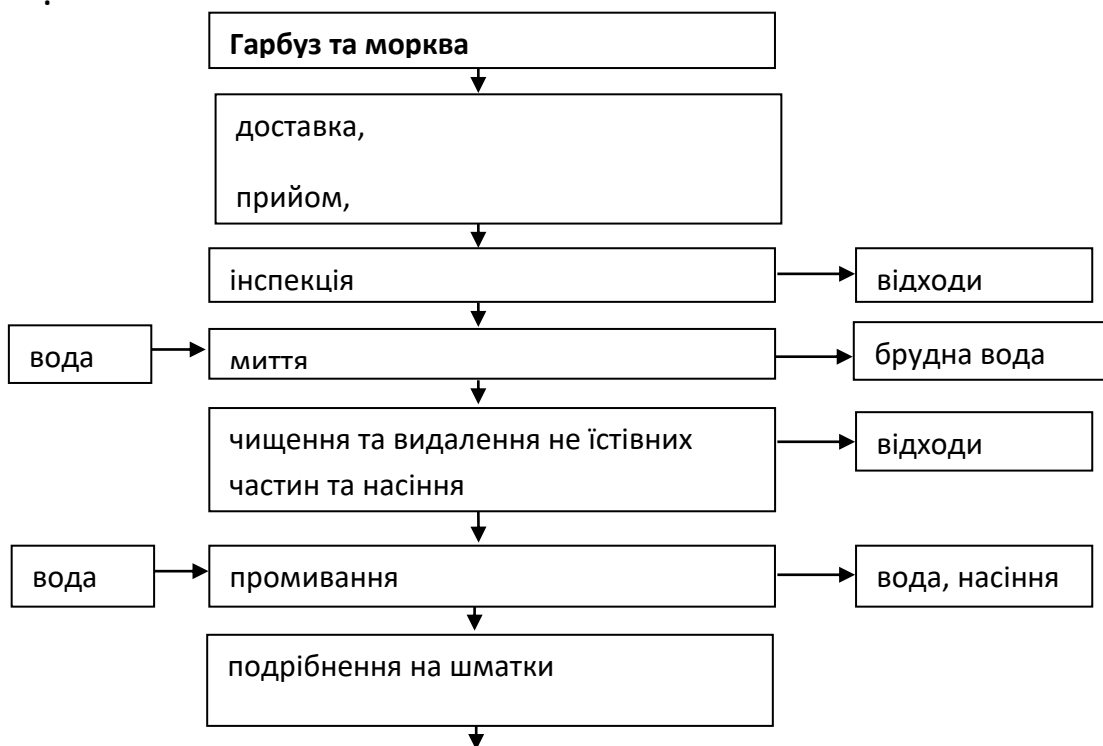 Гарбуз та морква
доставка,
прийом,
інспекція
відходи
вода
миття
брудна вода
чищення та видалення не їстівних
частин та насіння
відходи
вода
промивання
вода, насіння
подрібнення на шматки